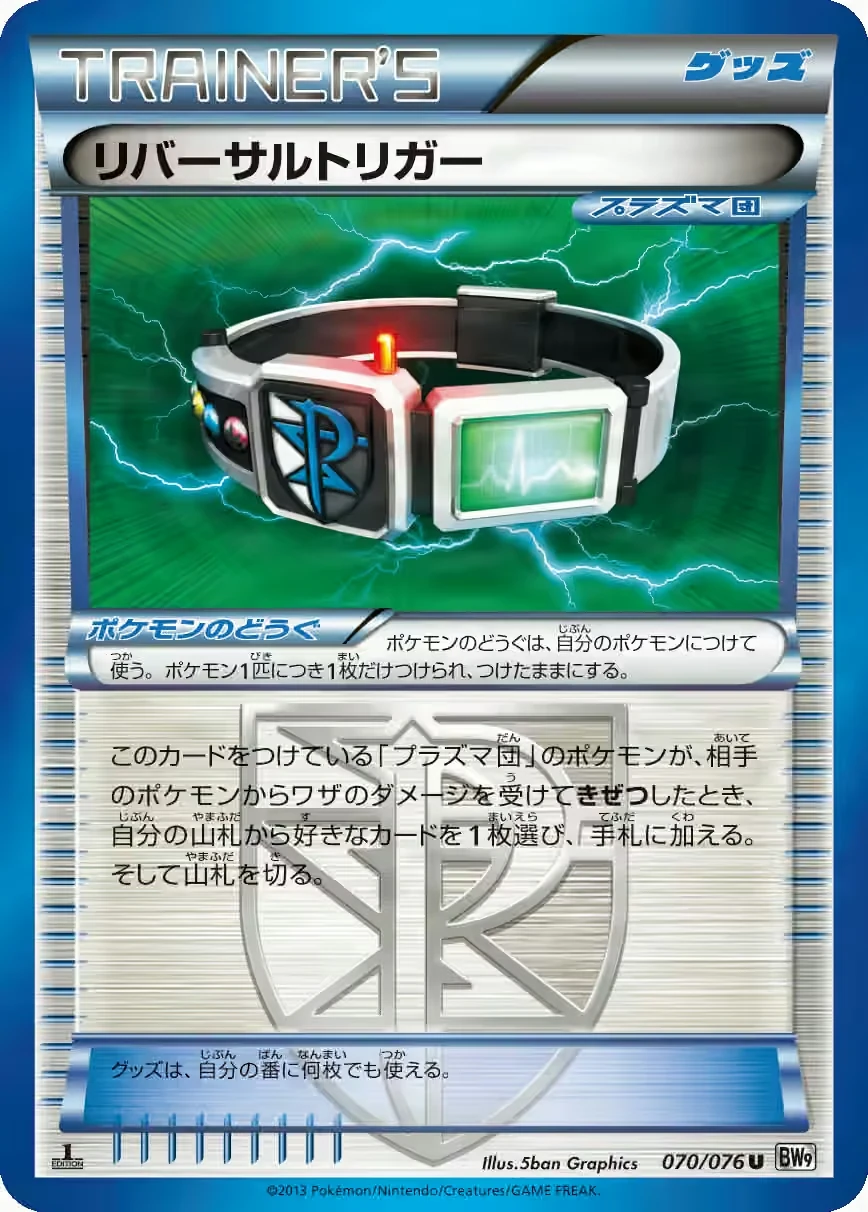 TRAINER'S
グッズ
リバーサルトリガー
プラズマ団
ポケモンのどうぐ
ポケモンのどうぐは、自分のポケモンにつけて
使う。ポケモン1匹につき1枚だけつけられ、つけたままにする。
このカードをつけている「プラズマ団」のポケモンが、相手
のポケモンからワザのダメージを受けてきぜつしたとき、
自分の山札から好きなカードを1枚選び、手札に加える。
そして山札を切る。
グッズは、自分の番に何枚でも使える。
1 EDITION
Illus.5ban Graphics
070/076 U BW9
©2013 Pokémon/Nintendo/Creatures/GAME FREAK.